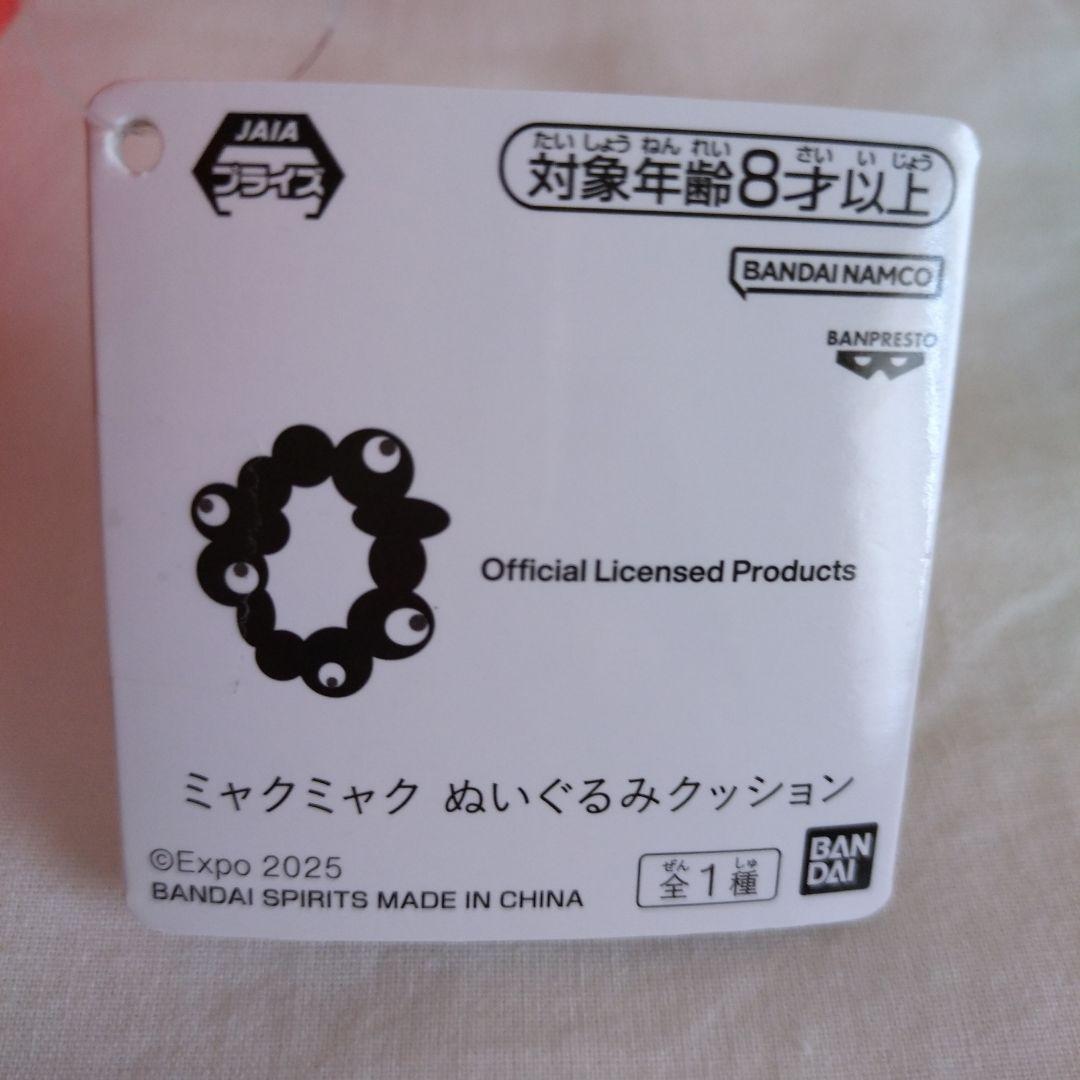 JAIA
プライズ
たいしょうねんれい さい いじょう
対象年齢8才以上
BANDAI NAMCO
BANPRESTO
Official Licensed Products
ミャクミャク ぬいぐるみクッション
©Expo 2025
BANDAI SPIRITS MADE IN CHINA
ぜん しゅ
全1種
BAN
DAI